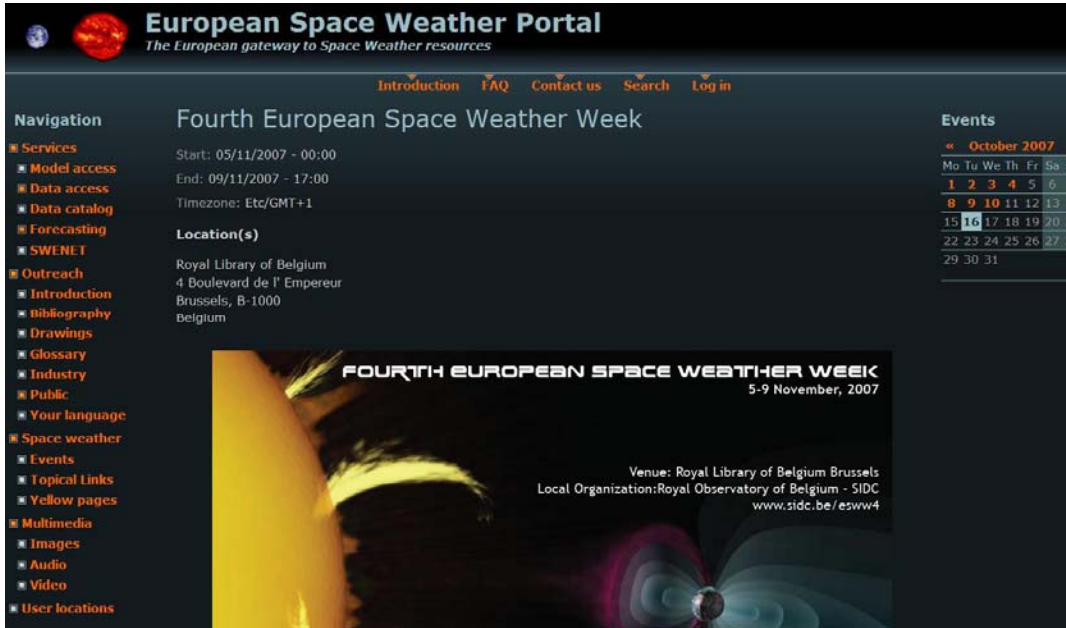 European Space Weather Portal
The European gateway to Space Weather resources
Introduction FAQ Contact us Search Log in
Navigation
Services
Model access
Data access
Data catalog
Forecasting
SWENET
Outreach
Introduction
Bibliography
Drawings
Glossary
Industry
Public
Your language
Space weather
Events
Topical Links
Yellow pages
Multimedia
Images
Audio
Video
User locations
Fourth European Space Weather Week
Start: 05/11/2007 - 00:00
End: 09/11/2007 - 17:00
Timezone: Etc/GMT+1
Location(s)
Royal Library of Belgium
4 Boulevard de l' Empereur
Brussels, B-1000
Belgium
FOURTH EUROPEAN SPACE WEATHER WEEK
5-9 November, 2007
Venue: Royal Library of Belgium Brussels
Local Organization:Royal Observatory of Belgium - SIDC
www.sidc.be/esww4
Events
« October 2007
Mo Tu We Th Fr Sa
1 2 3 4 5 6
8 9 10 11 12 13
15 16 17 18 19 20
22 23 24 25 26 27
29 30 31